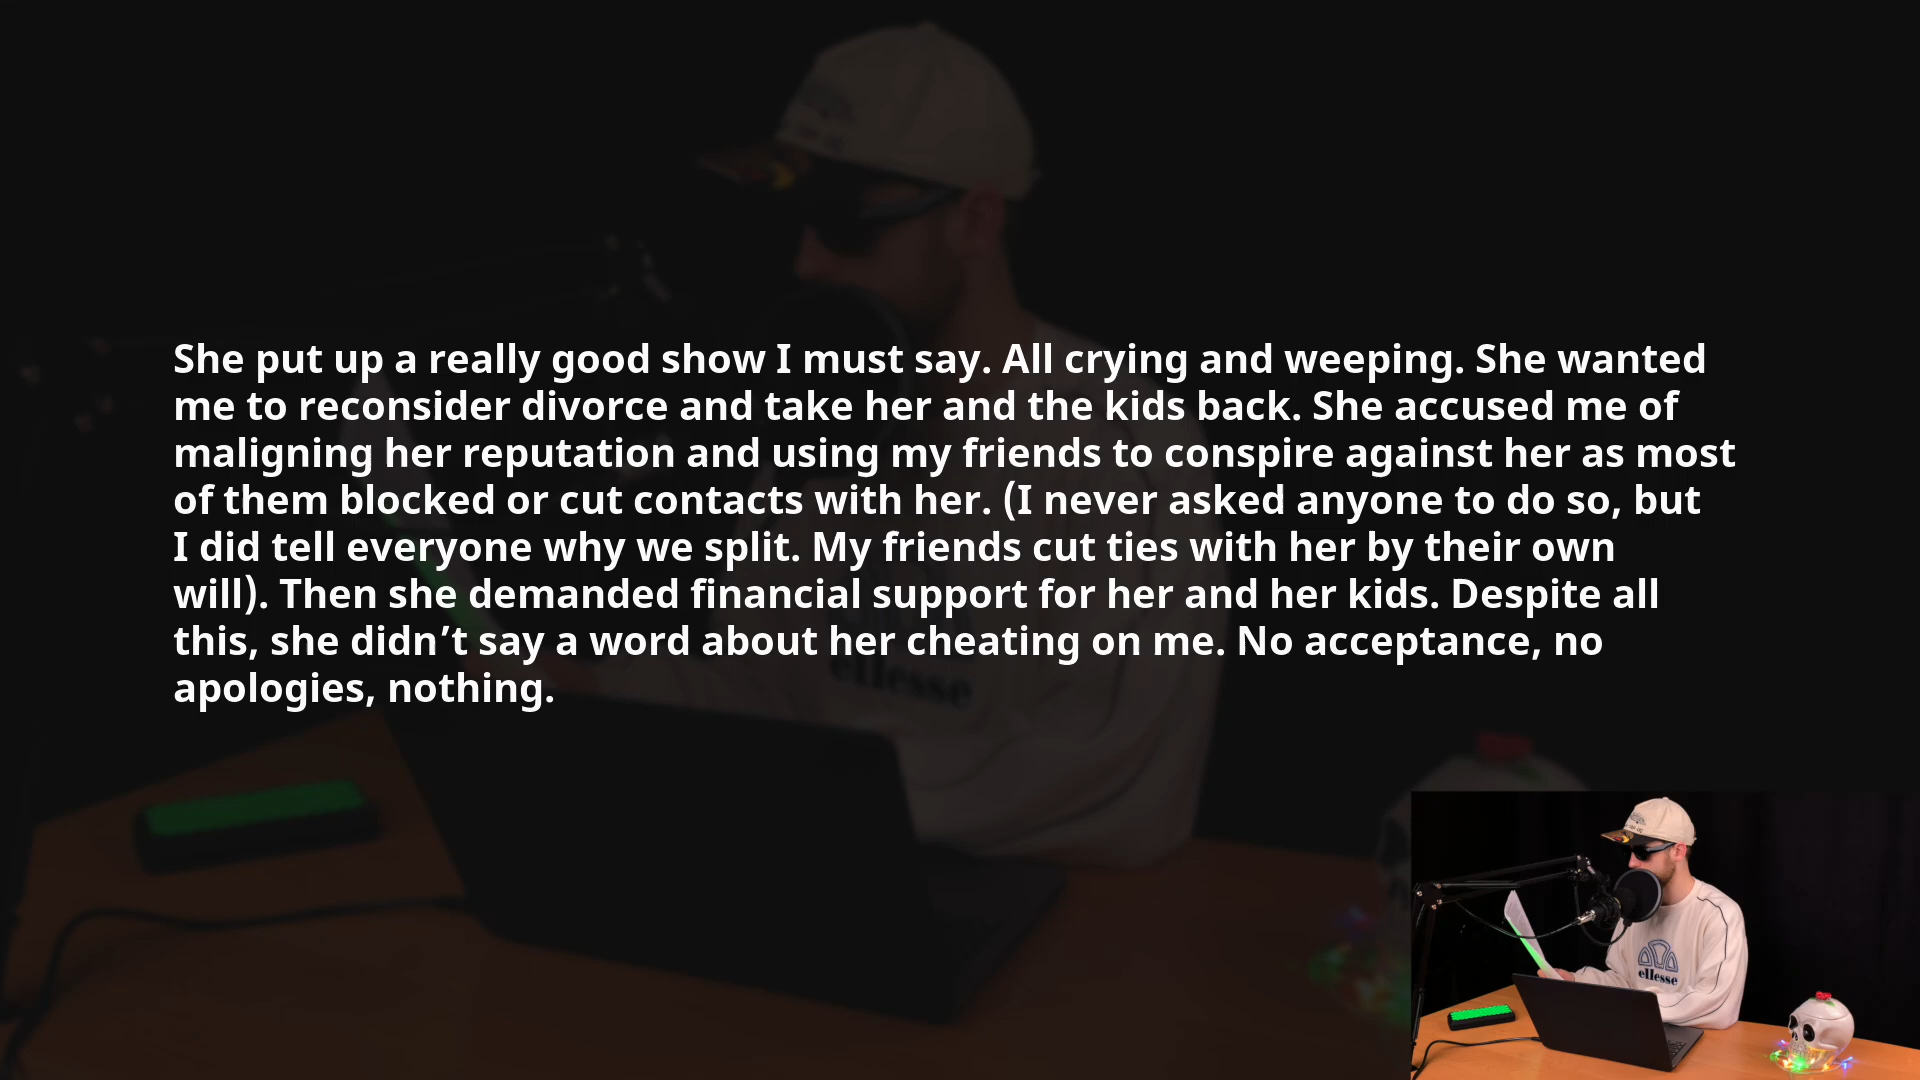 She put up a really good show I must say. All crying and weeping. She wanted
me to reconsider divorce and take her and the kids back. She accused me of
maligning her reputation and using my friends to conspire against her as most
of them blocked or cut contacts with her. (I never asked anyone to do so, but
I did tell everyone why we split. My friends cut ties with her by their own
will). Then she demanded financial support for her and her kids. Despite all
this, she didn’t say a word about her cheating on me. No acceptance, no
apologies, nothing.
ellesse
ellesse